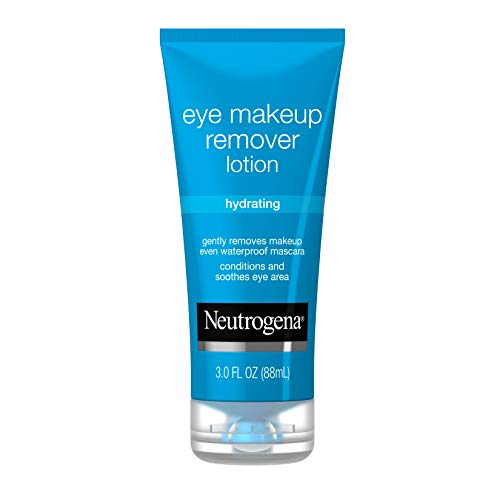 eye makeup
remover
lotion
hydrating
gently removes makeup
even waterproof mascara
conditions and
soothes eye area
Neutrogena®
3.0 FL OZ (88mL)